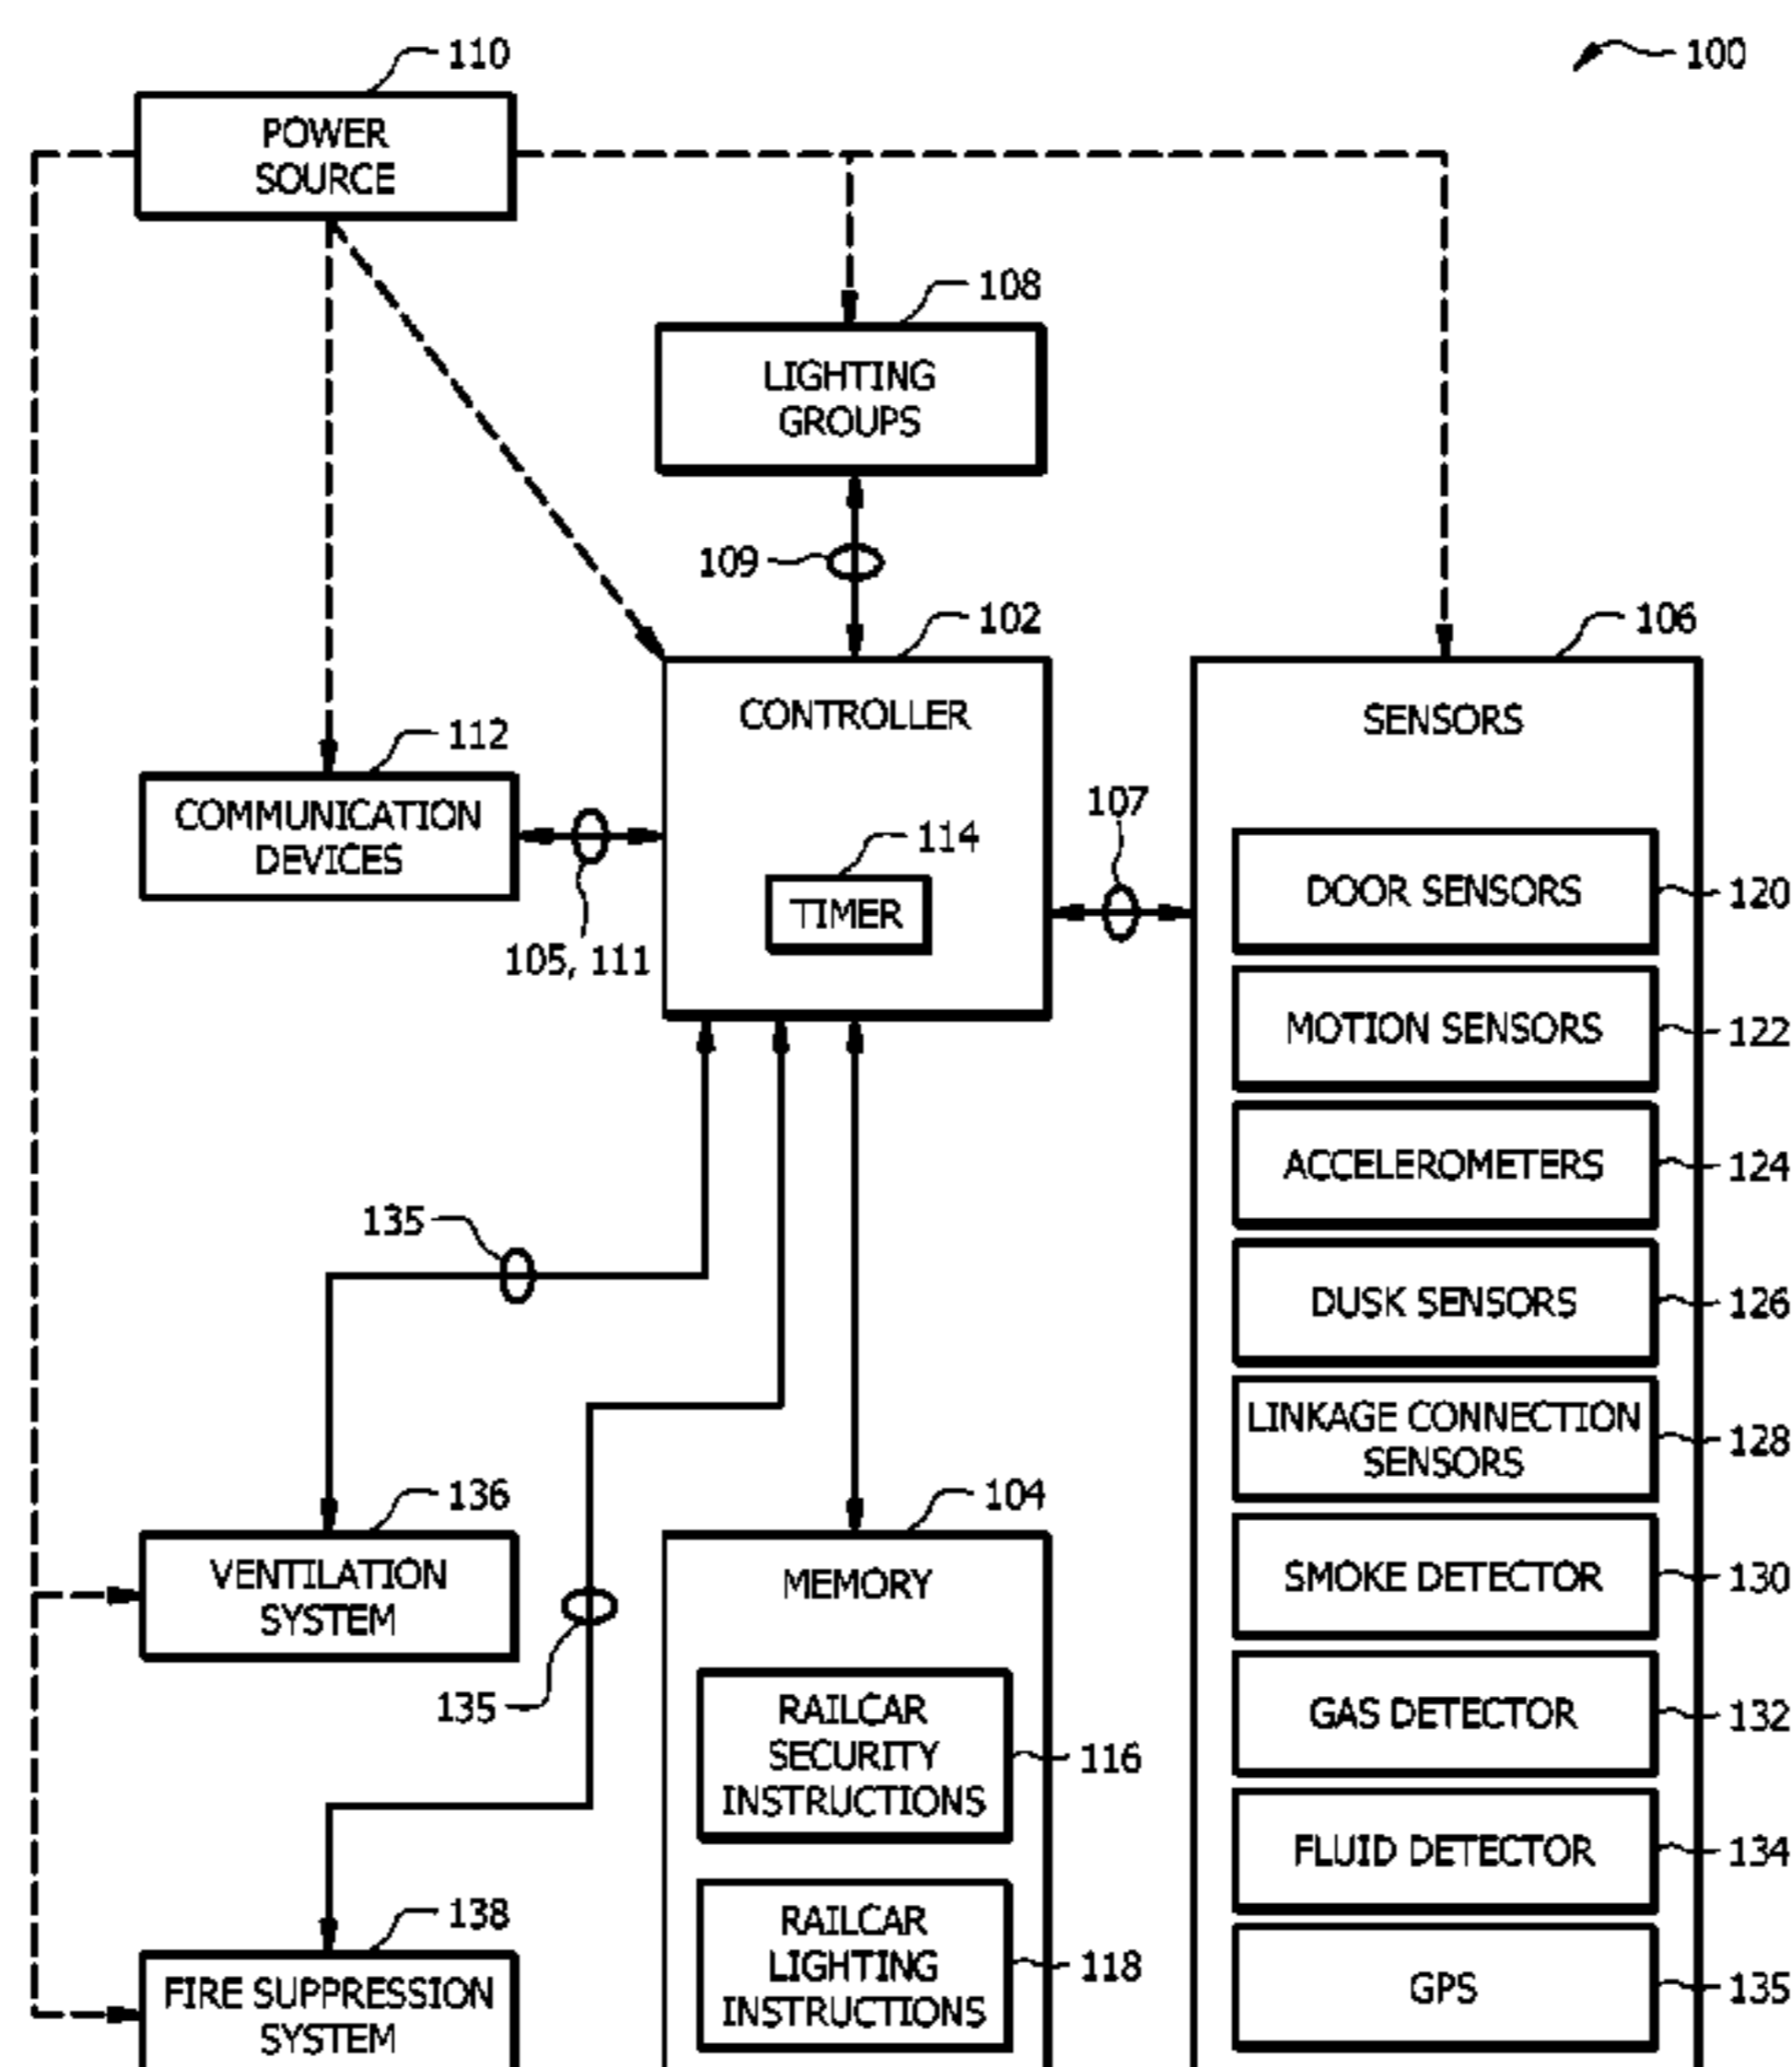 110
100
POWER
SOURCE
108
LIGHTING
GROUPS
109
102
106
CONTROLLER
SENSORS
112
COMMUNICATION
DEVICES
105, 111
114
TIMER
107
DOOR SENSORS
120
MOTION SENSORS
122
ACCELEROMETERS
124
135
DUSK SENSORS
126
LINKAGE CONNECTION
SENSORS
128
136
VENTILATION
SYSTEM
104
MEMORY
SMOKE DETECTOR
130
135
RAILCAR
SECURITY
INSTRUCTIONS
116
GAS DETECTOR
132
FLUID DETECTOR
134
138
FIRE SUPPRESSION
SYSTEM
RAILCAR
LIGHTING
INSTRUCTIONS
118
GPS
135